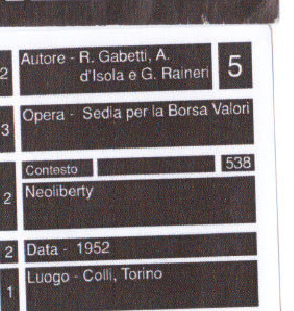 2
Autore - R. Gabetti, A.
d'Isola e G. Raineri
5
3
Opera - Sedia per la Borsa Valori
Contesto
538
2
Neoliberty
2
Data - 1952
1
Luogo - Colli, Torino